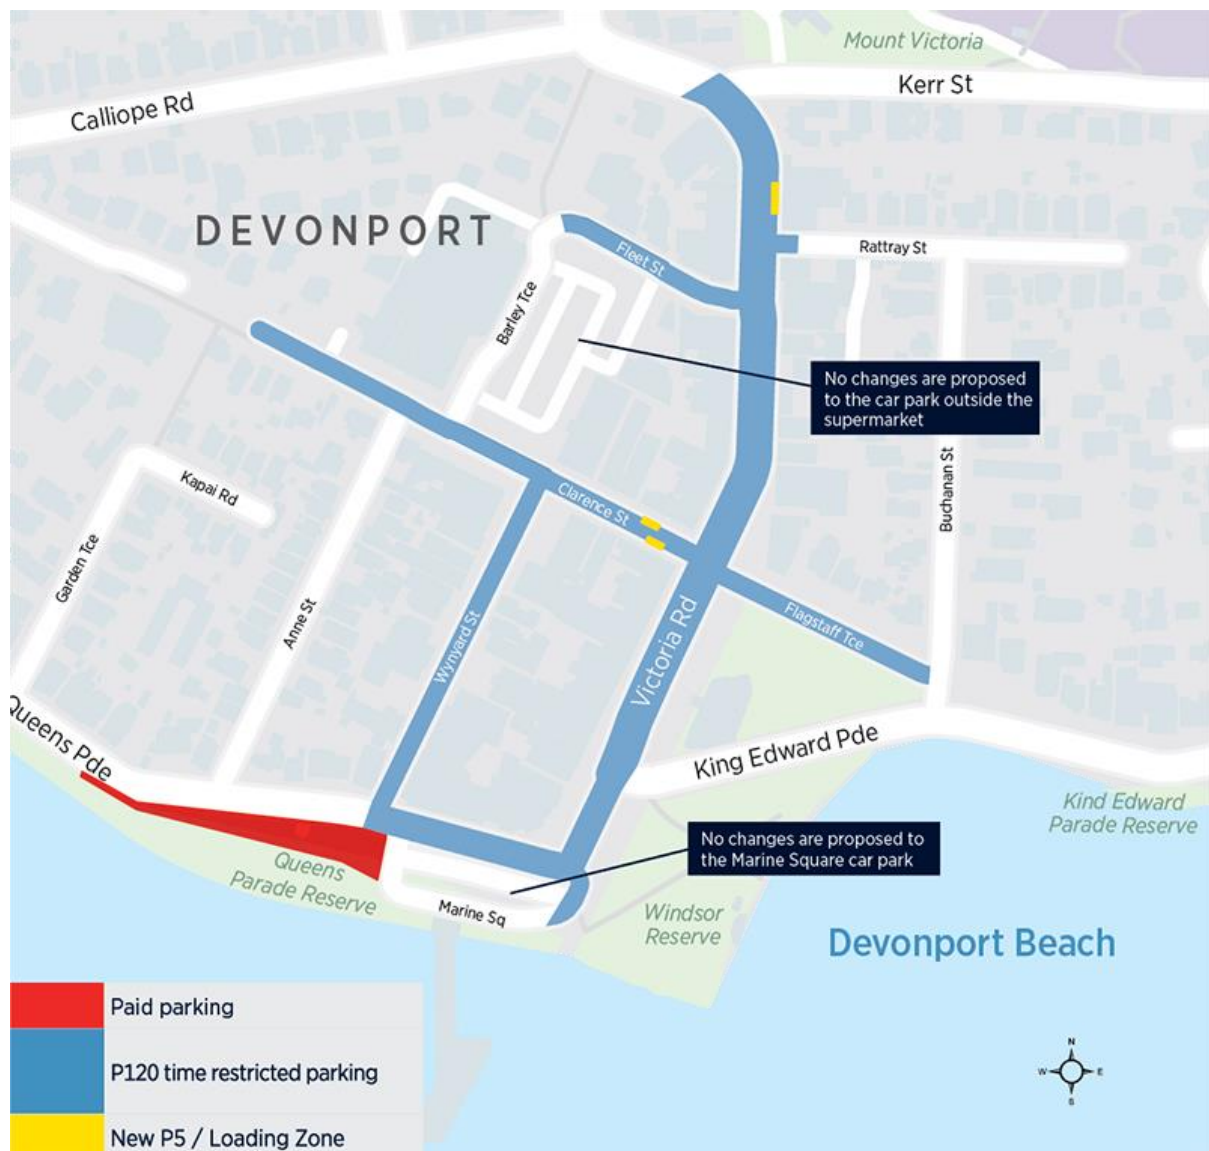 Mount Victoria
Kerr St
Calliope Rd
DEVONPORT
Rattray St
Fleet St
Barley Tce
No changes are proposed
to the car park outside the
supermarket
Buchanan St
Kapai Rd
Clarence St
Garden Tce
Anne St
Wynyard St
Flagstaff Tce
Victoria Rd
Queens Pde
King Edward Pde
Kind Edward
Parade Reserve
No changes are proposed to
the Marine Square car park
Queens
Parade Reserve
Marine Sq
Windsor
Reserve
Devonport Beach
Paid parking
P120 time restricted parking
New P5 / Loading Zone
N
W
E
S